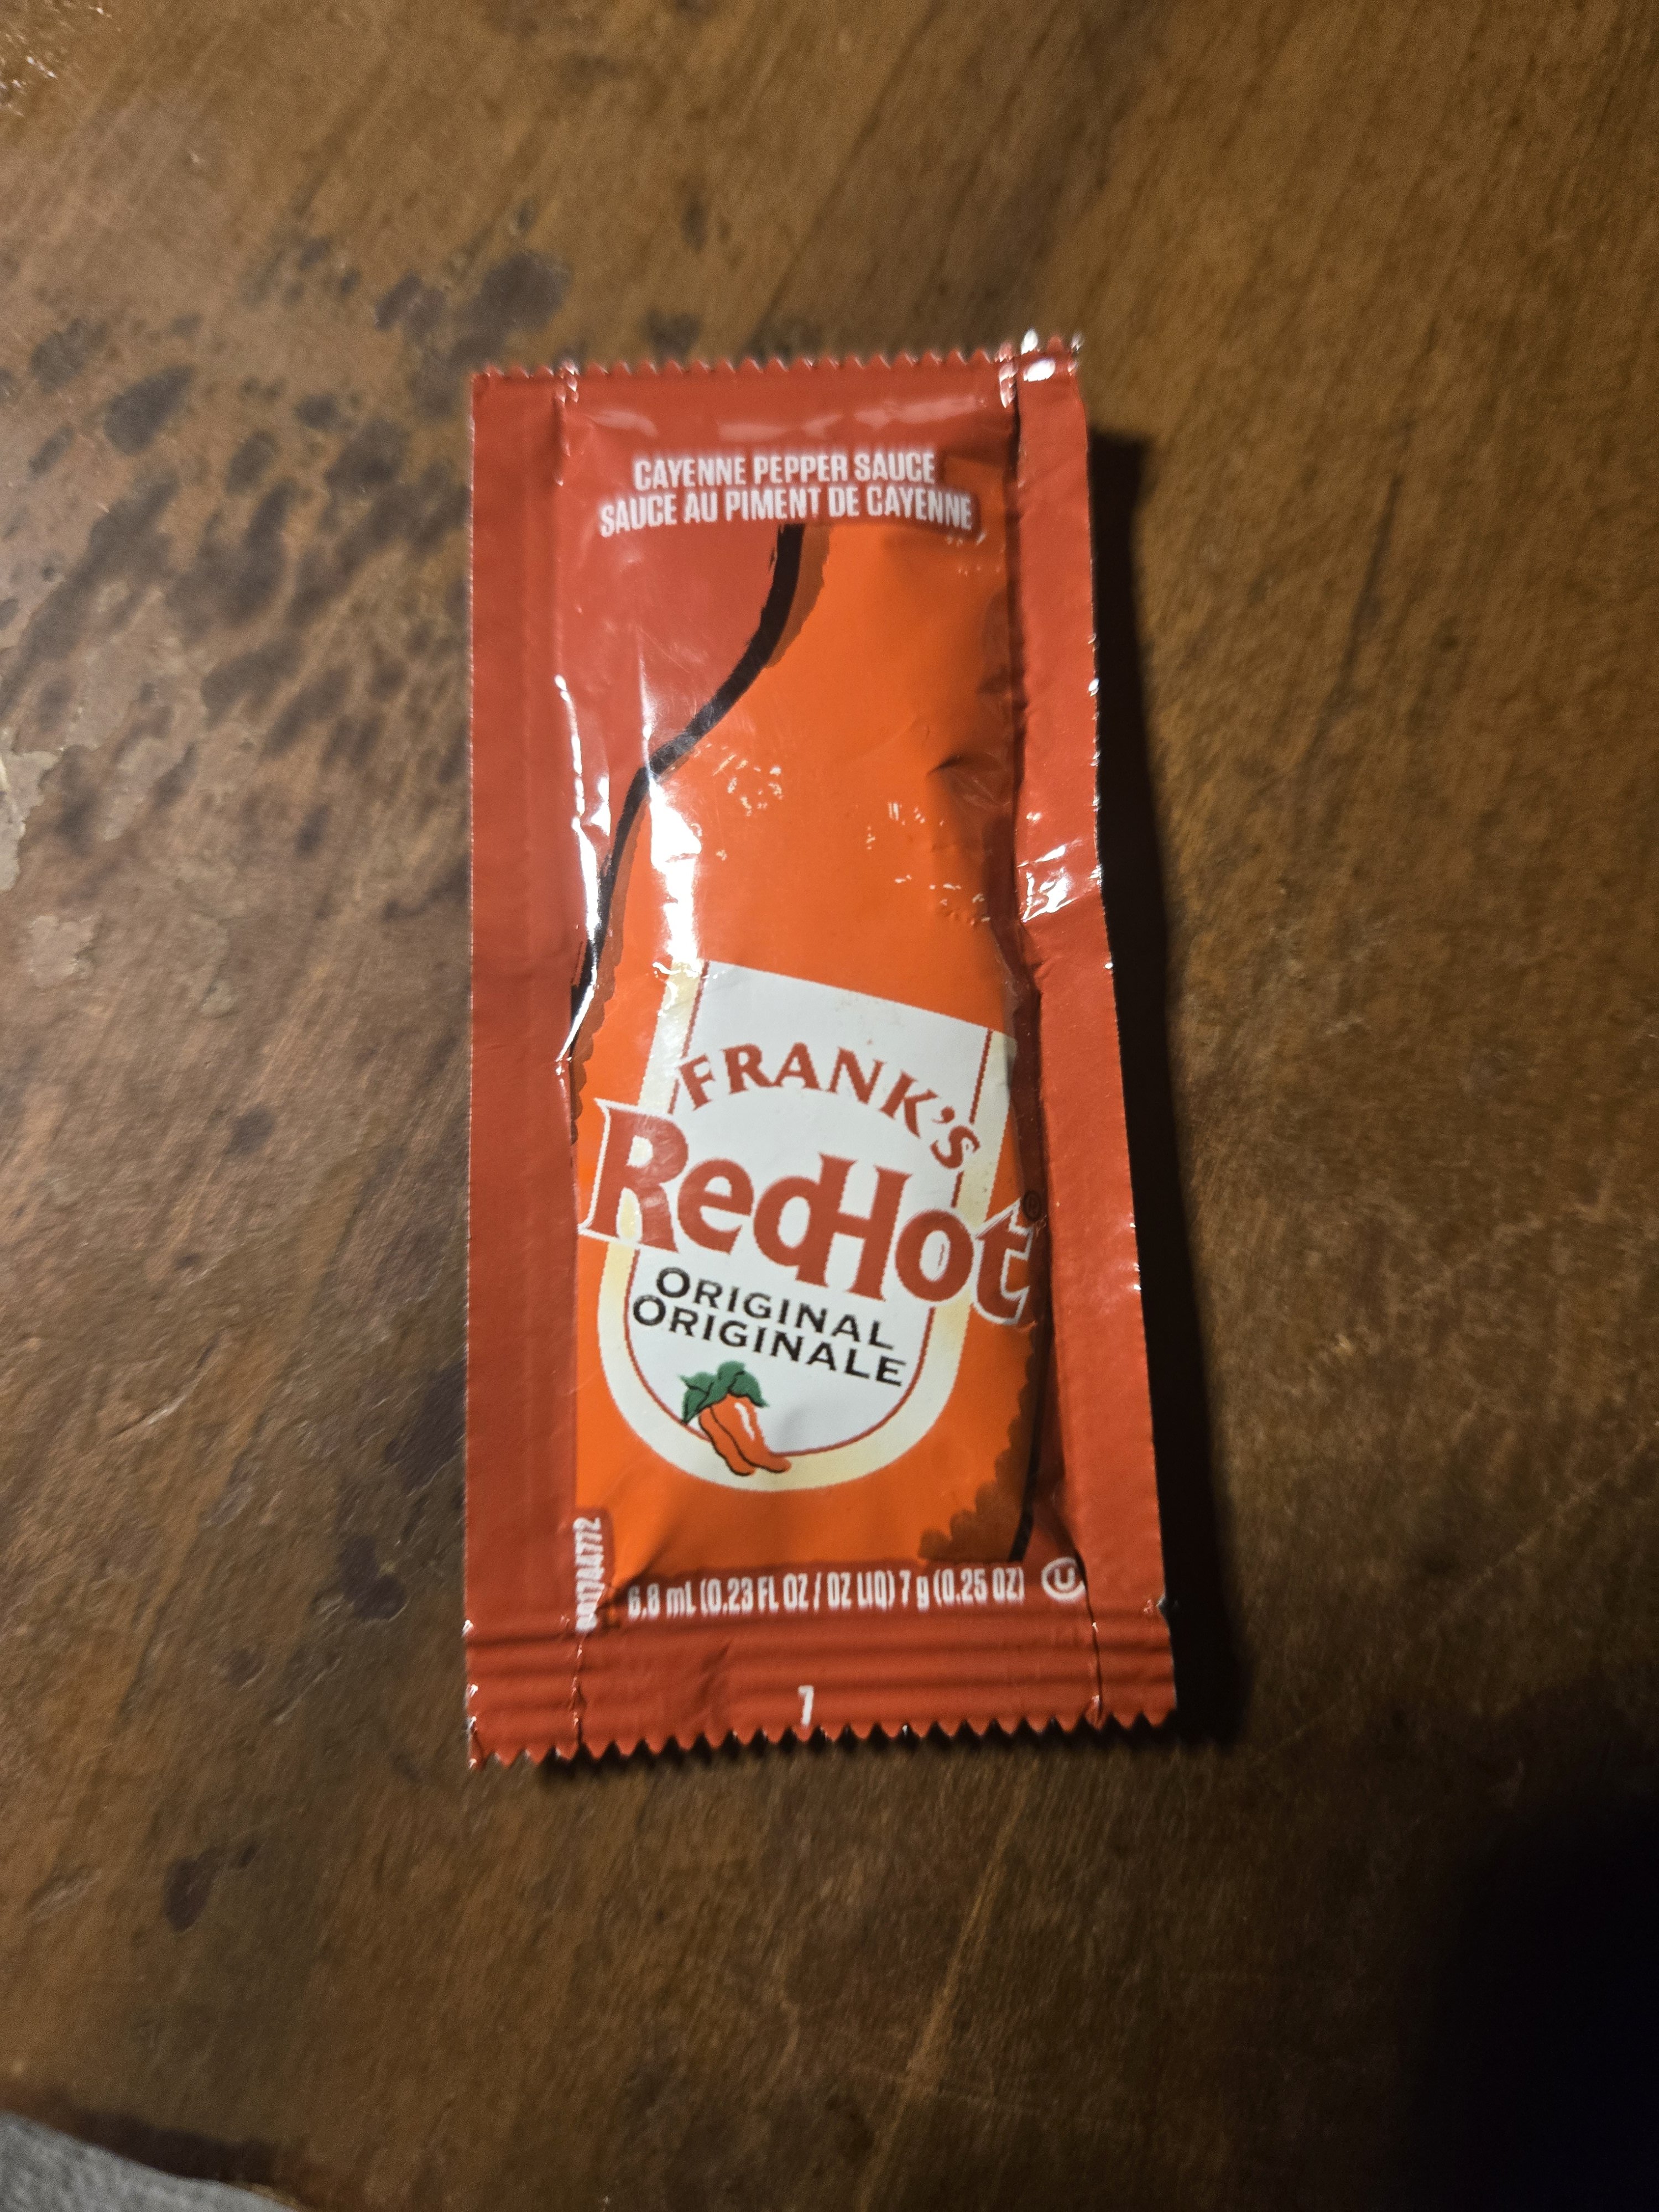 CAYENNE PEPPER SAUCE
SAUCE AU PIMENT DE CAYENNE
FRANK'S
RedHot
®
ORIGINAL
ORIGINALE
6.8 mL (0.23 FL OZ / OZ LIQ) 7 g (0.25 OZ) U
7